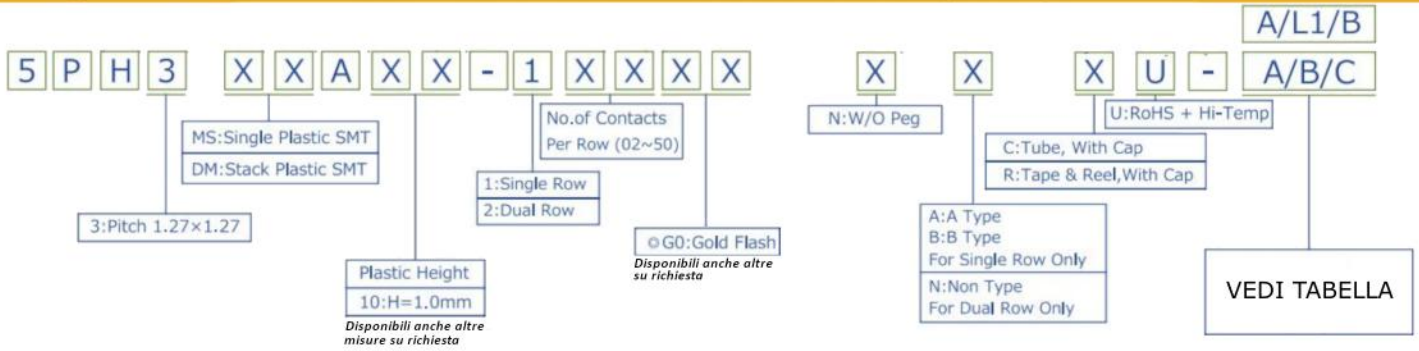 A/L1/B
5 P H 3 X X A X X - 1 X X X X X X X U - A/B/C
No.of Contacts
Per Row (02~50)
N:W/O Peg
U:RoHS + Hi-Temp
MS:Single Plastic SMT
DM:Stack Plastic SMT
C:Tube, With Cap
R:Tape & Reel,With Cap
1:Single Row
2:Dual Row
3:Pitch 1.27×1.27
A:A Type
B:B Type
For Single Row Only
N:Non Type
For Dual Row Only
◎G0:Gold Flash
Disponibili anche altre
su richiesta
Plastic Height
10:H=1.0mm
Disponibili anche altre
misure su richiesta
VEDI TABELLA